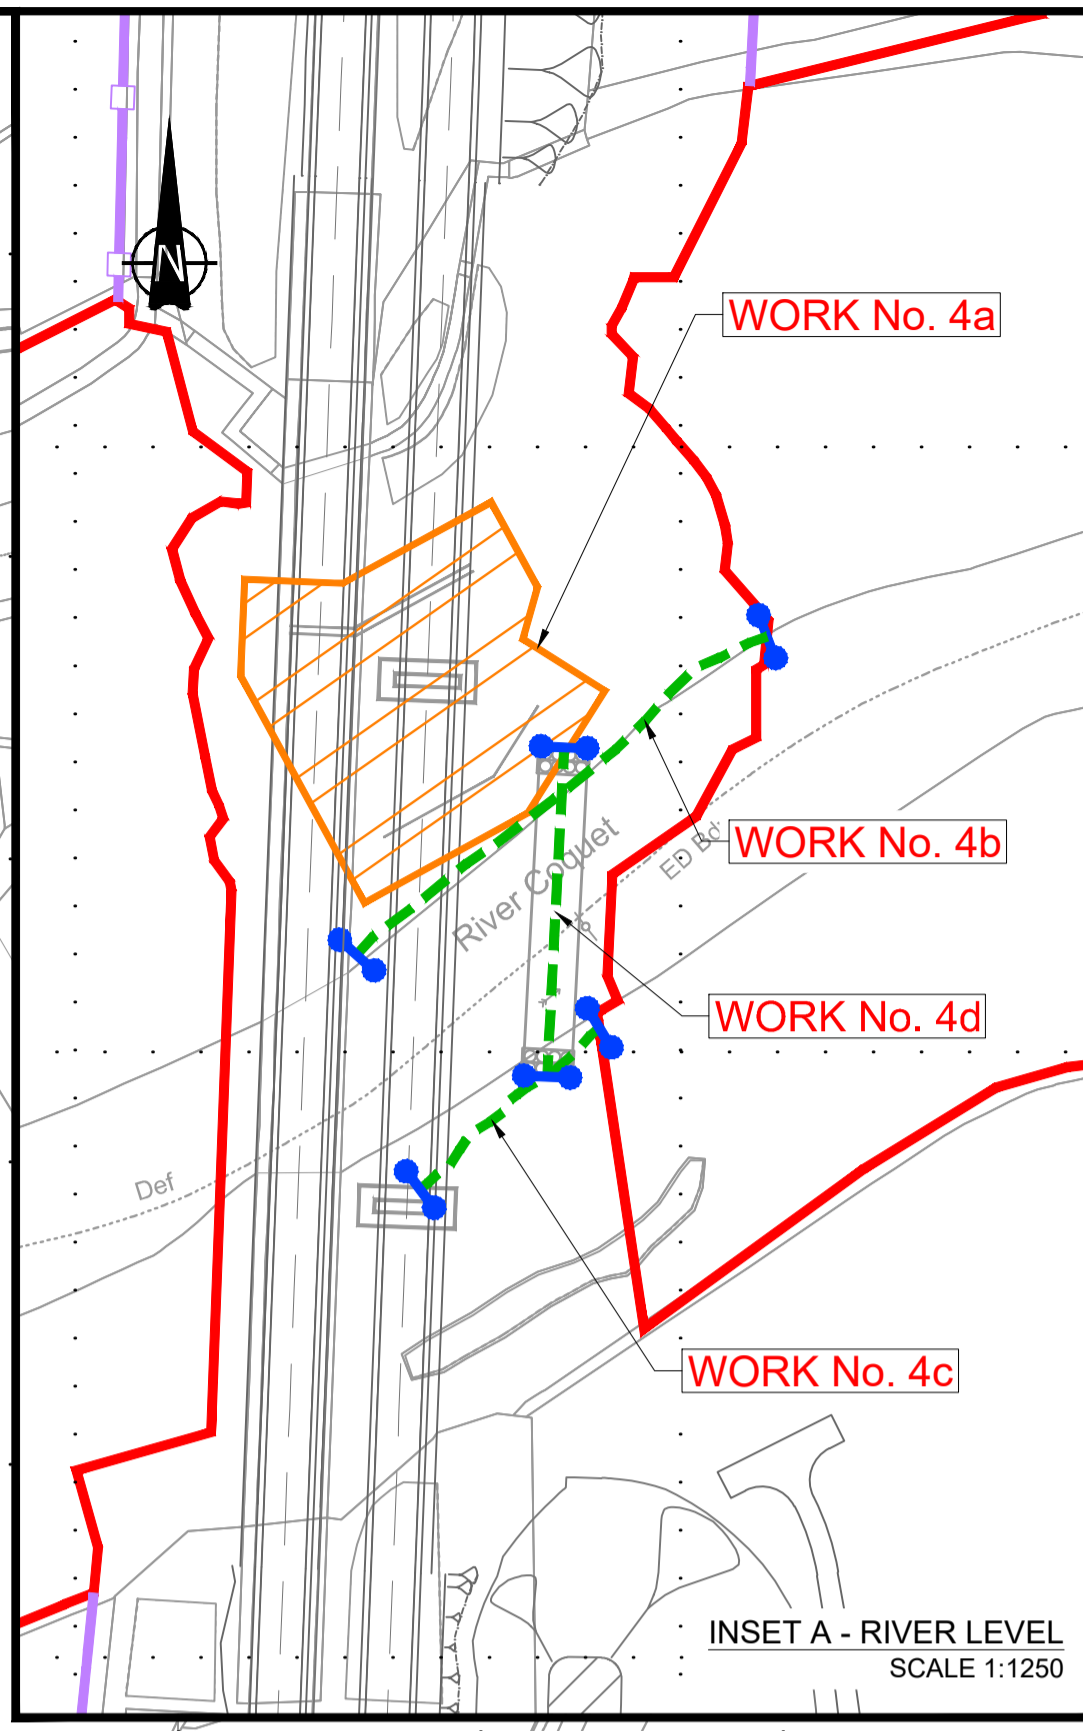 N
WORK No. 4a
WORK No. 4b
River Coquet
ED Bdy
WORK No. 4d
Def
WORK No. 4c
INSET A - RIVER LEVEL
SCALE 1:1250